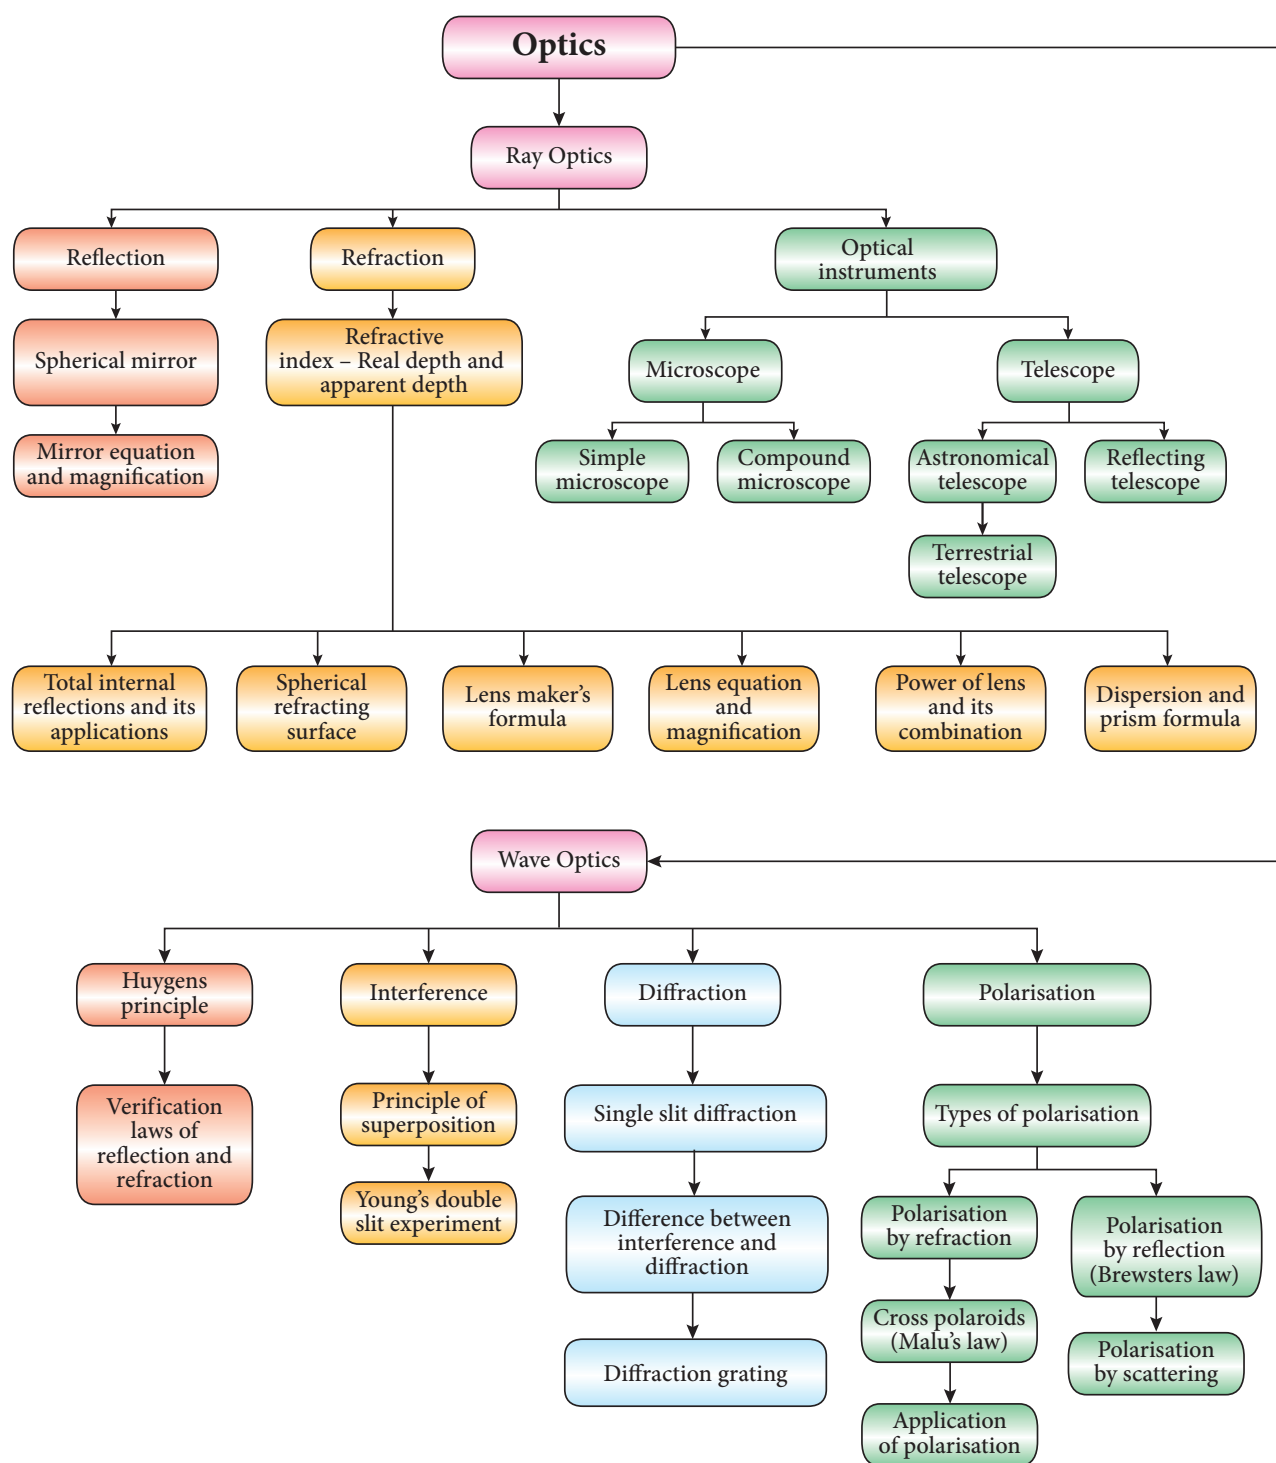 Optics
Ray Optics
Reflection
Refraction
Optical
instruments
Spherical mirror
Refractive
index – Real depth and
apparent depth
Microscope
Telescope
Mirror equation
and magnification
Simple
microscope
Compound
microscope
Astronomical
telescope
Reflecting
telescope
Terrestrial
telescope
Total internal
reflections and its
applications
Spherical
refracting
surface
Lens maker's
formula
Lens equation
and
magnification
Power of lens
and its
combination
Dispersion and
prism formula
Wave Optics
Huygens
principle
Interference
Diffraction
Polarisation
Verification
laws of
reflection and
refraction
Principle of
superposition
Single slit diffraction
Types of polarisation
Young's double
slit experiment
Difference between
interference and
diffraction
Polarisation
by refraction
Polarisation
by reflection
(Brewsters law)
Cross polaroids
(Malu's law)
Polarisation
by scattering
Diffraction grating
Application
of polarisation